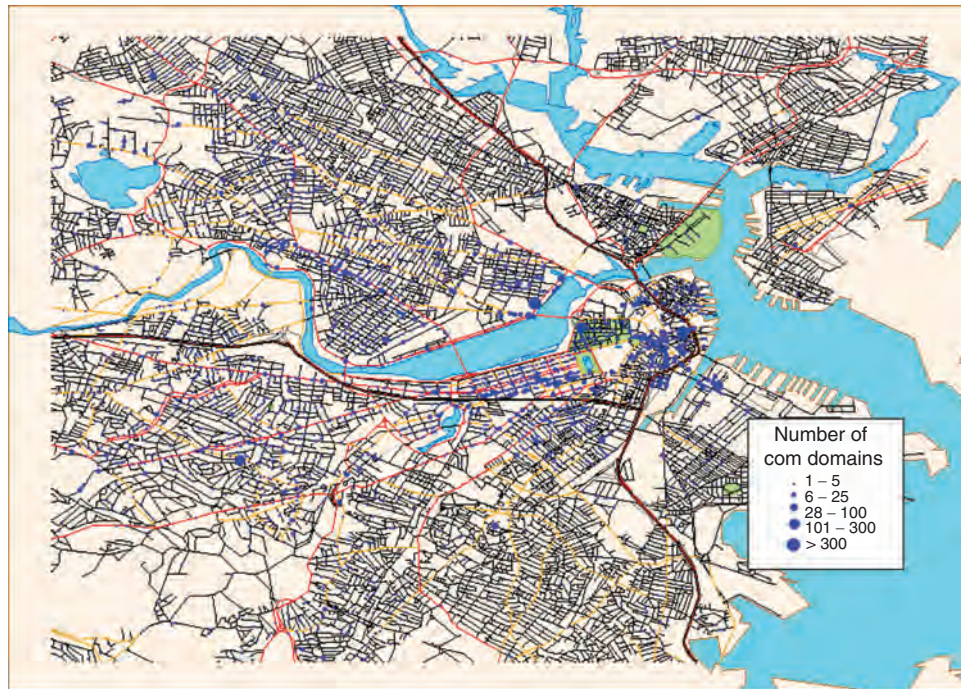 Number of
com domains
1 – 5
6 – 25
28 – 100
101 – 300
> 300